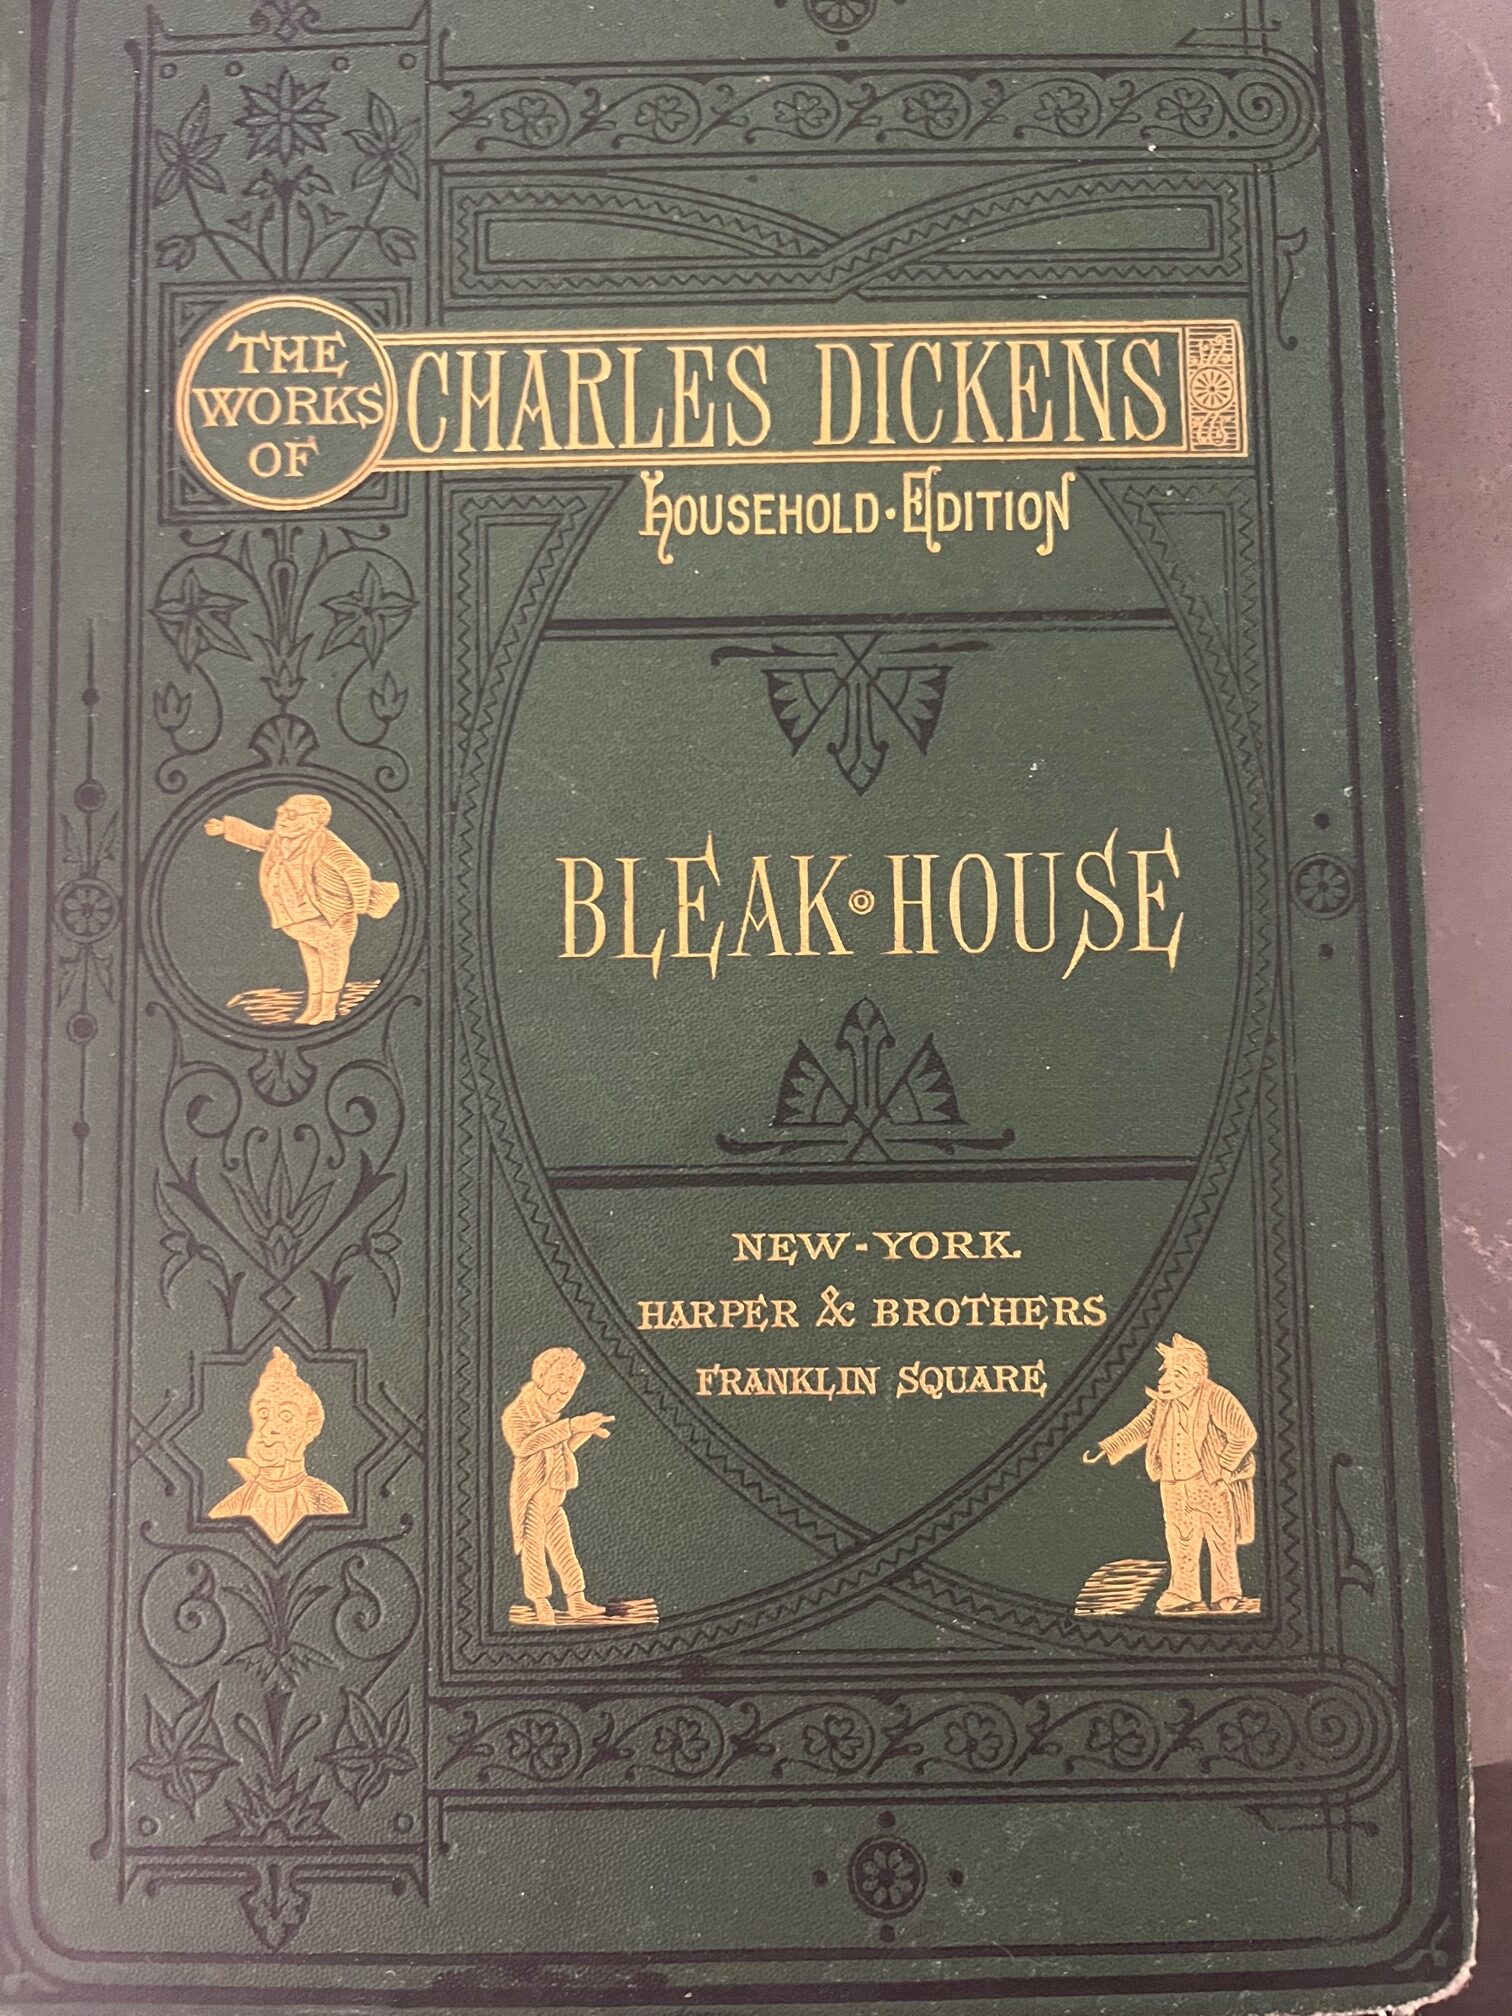 THE
WORKS
OF
CHARLES DICKENS
HOUSEHOLD·EDITION
BLEAK·HOUSE
NEW-YORK.
HARPER & BROTHERS
FRANKLIN SQUARE